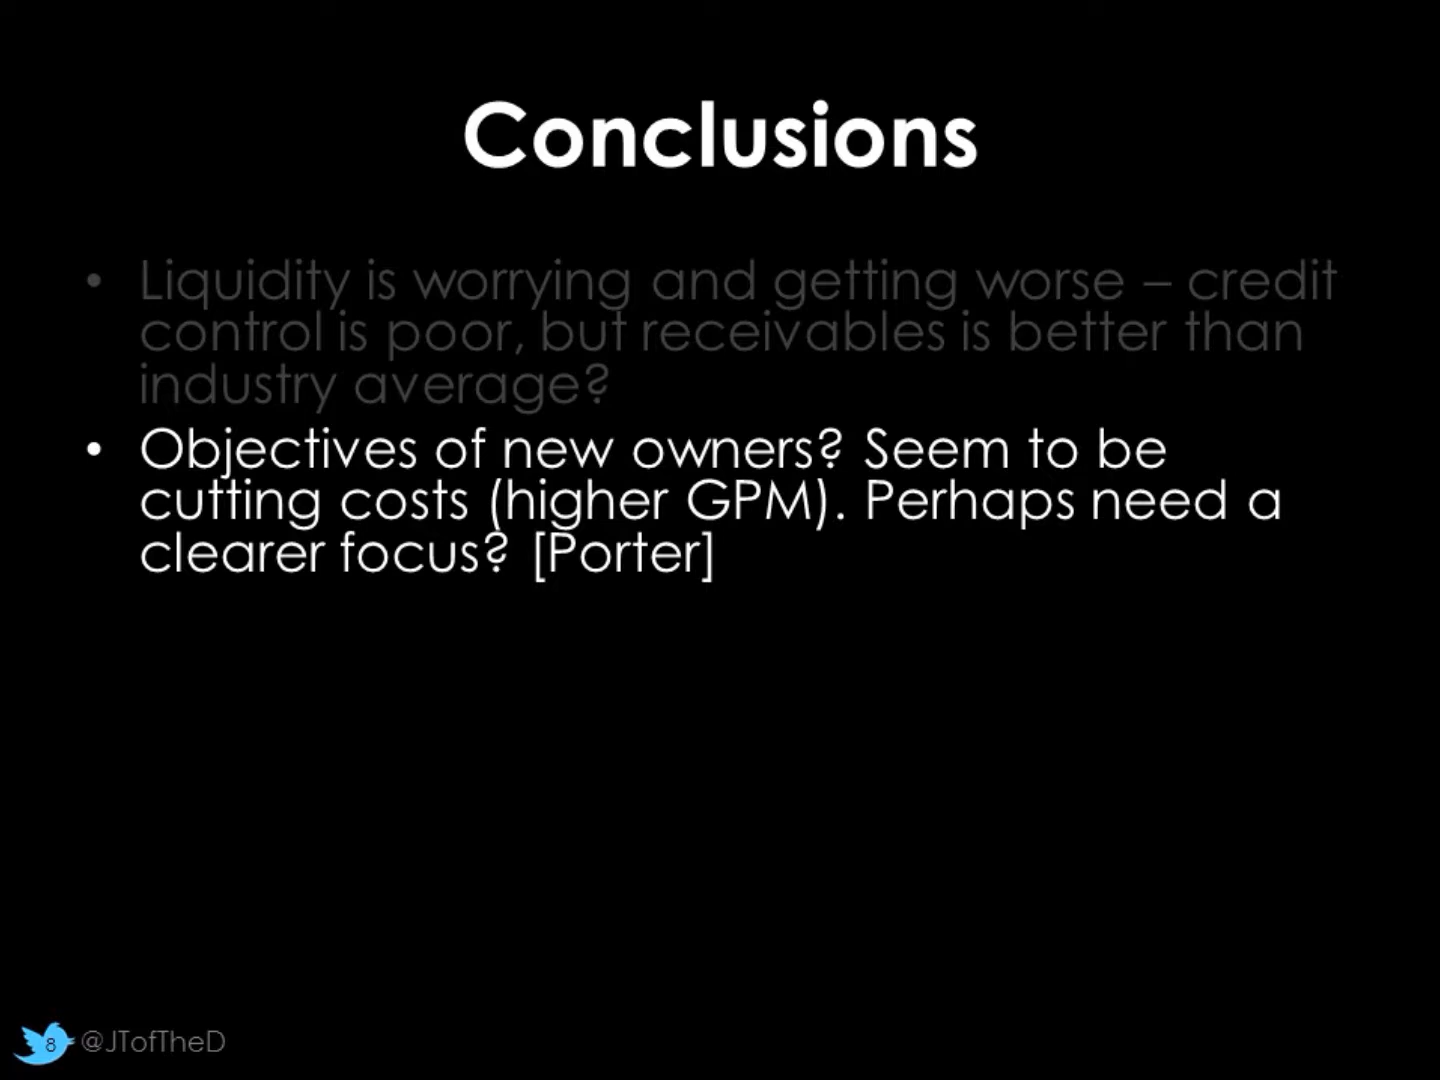 Conclusions
• Liquidity is worrying and getting worse – credit
control is poor, but receivables is better than
industry average?
• Objectives of new owners? Seem to be
cutting costs (higher GPM). Perhaps need a
clearer focus? [Porter]
8 @JTofTheD